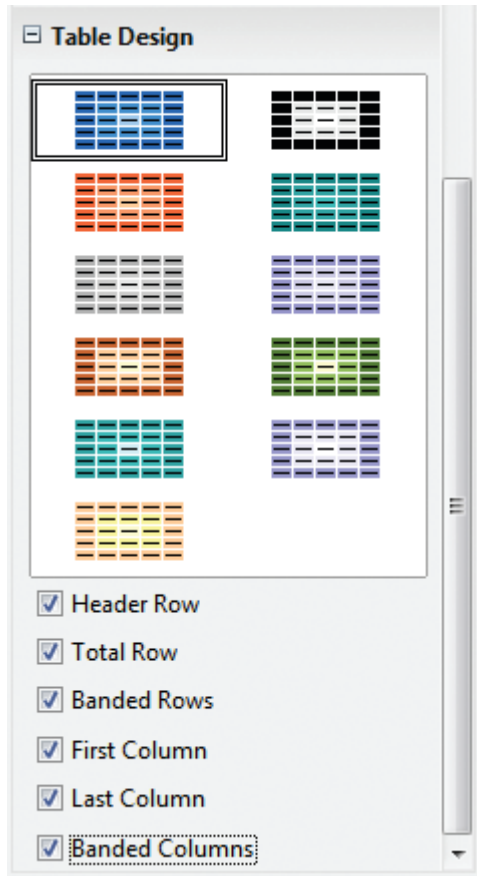 Table Design
Header Row
Total Row
Banded Rows
First Column
Last Column
Banded Columns